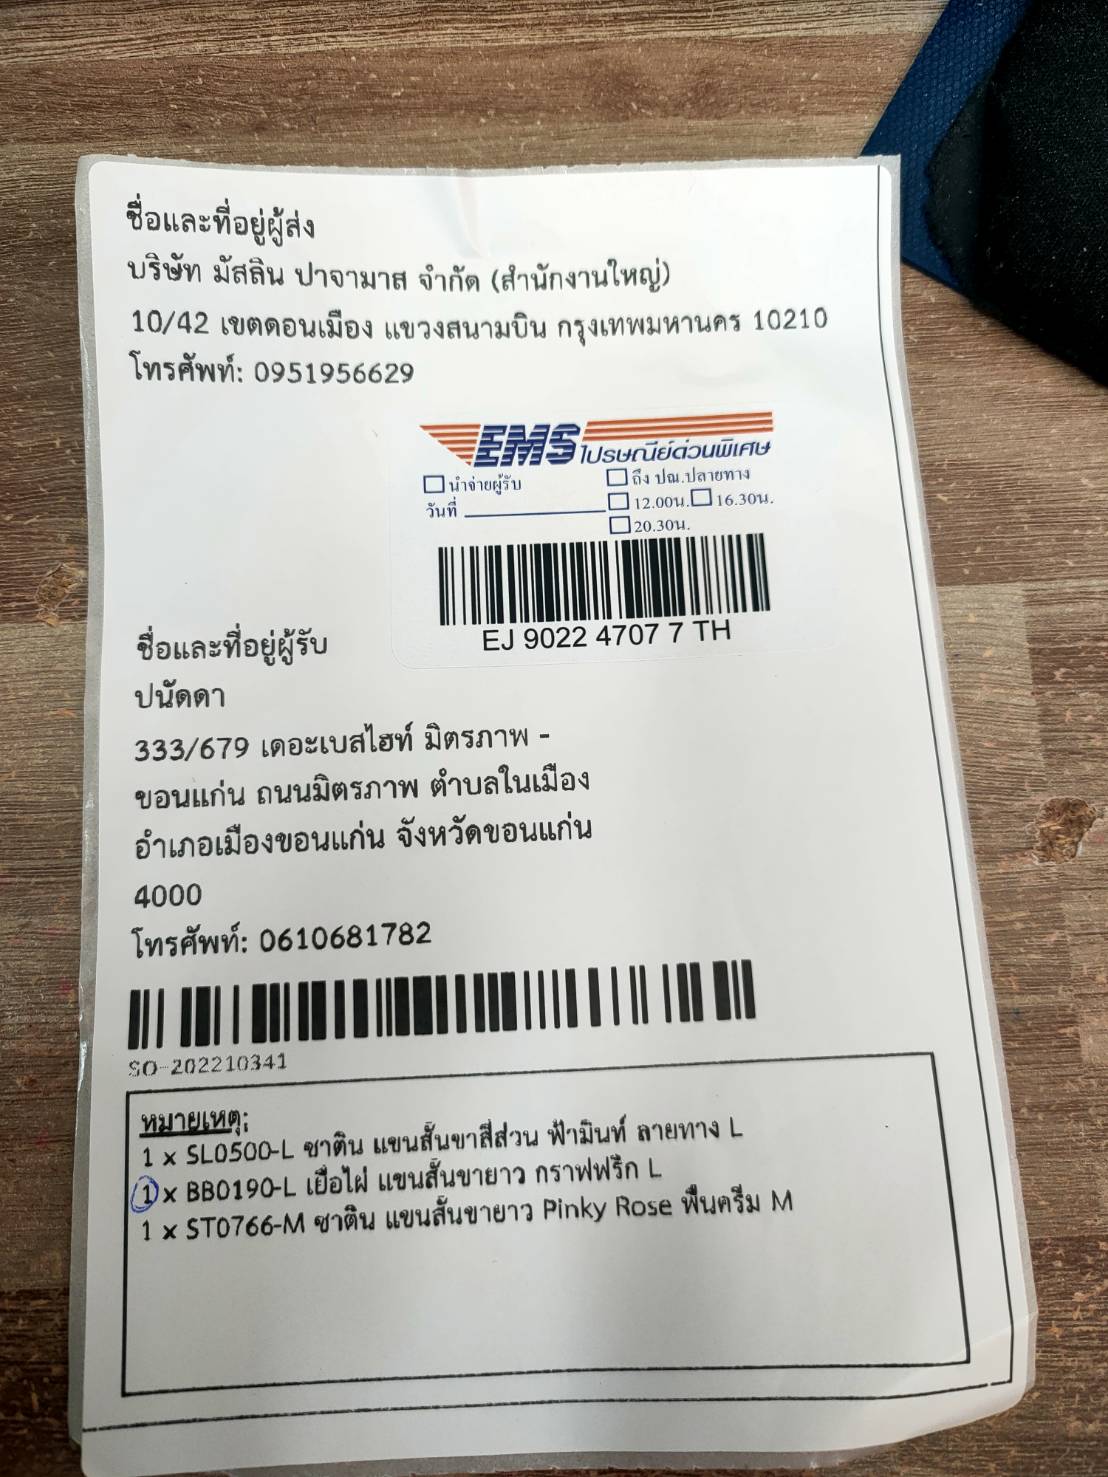 ชื่อและที่อยู่ผู้ส่ง
บริษัท มัสลิน ปาจามาส จำกัด (สำนักงานใหญ่)
10/42 เขตดอนเมือง แขวงสนามบิน กรุงเทพมหานคร 10210
โทรศัพท์: 0951956629
EMS ไปรษณีย์ด่วนพิเศษ
นำจ่ายผู้รับ ถึง ปณ.ปลายทาง
วันที่ 12.00น. 16.30น.
20.30น.
EJ 9022 4707 7 TH
ชื่อและที่อยู่ผู้รับ
ปนัดดา
333/679 เดอะเบสไฮท์ มิตรภาพ -
ขอนแก่น ถนนมิตรภาพ ตำบลในเมือง
อำเภอเมืองขอนแก่น จังหวัดขอนแก่น
4000
โทรศัพท์: 0610681782
SO-202210341
หมายเหตุ:
1 x SL0500-L ซาติน แขนสั้นขาสี่ส่วน ฟ้ามินท์ ลายทาง L
1 x BB0190-L เยื่อไผ่ แขนสั้นขายาว กราฟฟริก L
1 x ST0766-M ซาติน แขนสั้นขายาว Pinky Rose พื้นครีม M